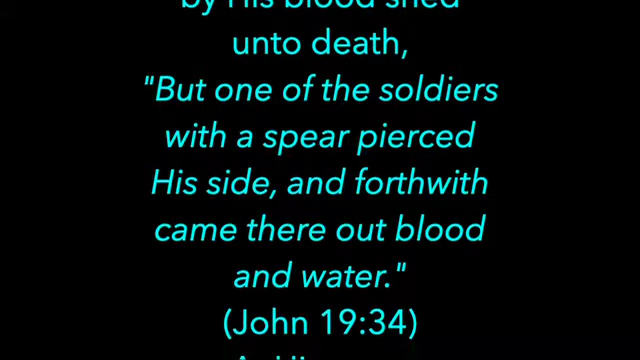 by His blood shed
unto death,
"But one of the soldiers
with a spear pierced
His side, and forthwith
came there out blood
and water."
(John 19:34)